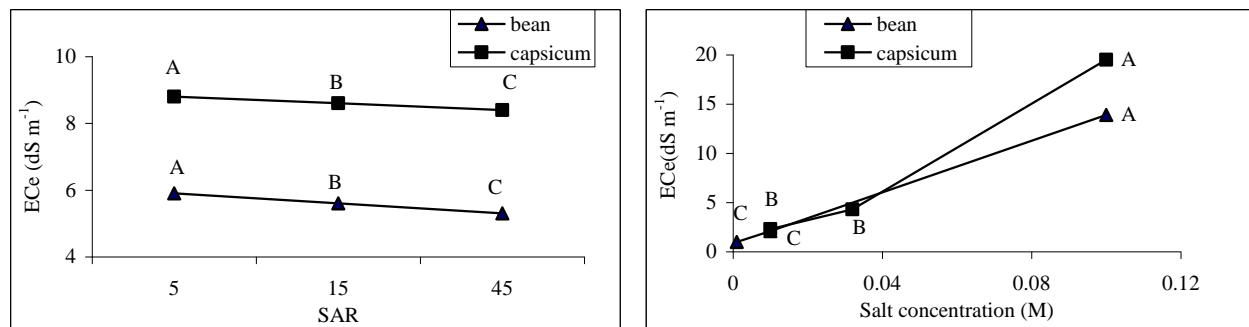 bean
capsicum
10
8
6
4
ECe (dS m-1)
A
B
C
A
B
C
5
15
45
SAR
bean
capsicum
20
15
10
5
0
ECe(dS m-1)
A
A
B
C
B
C
0
0.04
0.08
0.12
Salt concentration (M)